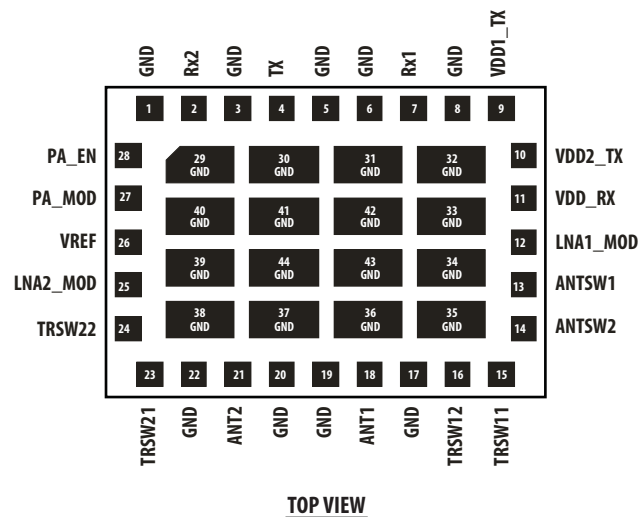 GND
Rx2
GND
TX
GND
GND
Rx1
GND
VDD1_TX
1 2 3 4 5 6 7 8 9
PA_EN 28 29 30 31 32 10 VDD2_TX
GND GND GND GND
PA_MOD 27 40 41 42 33 11 VDD_RX
GND GND GND GND
VREF 26 12 LNA1_MOD
39 44 43 34
GND GND GND GND
LNA2_MOD 25 13 ANTSW1
38 37 36 35
GND GND GND GND
TRSW22 24 14 ANTSW2
23 22 21 20 19 18 17 16 15
TRSW21
GND
ANT2
GND
GND
ANT1
GND
TRSW12
TRSW11
TOP VIEW